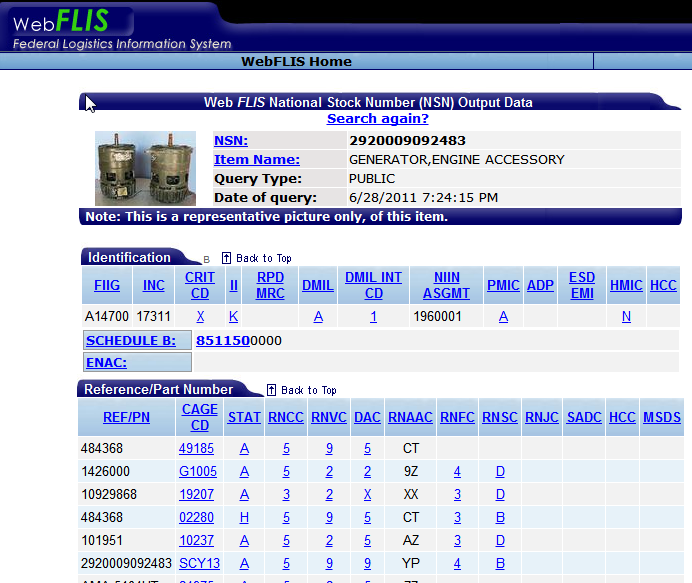 WebFLIS
Federal Logistics Information System
WebFLIS Home
Web FLIS National Stock Number (NSN) Output Data
Search again?
NSN: 2920009092483
Item Name: GENERATOR,ENGINE ACCESSORY
Query Type: PUBLIC
Date of query: 6/28/2011 7:24:15 PM
Note: This is a representative picture only, of this item.
Identification B Back to Top
FIIG INC CRIT CD II RPD MRC DMIL DMIL INT CD NIIN ASGMT PMIC ADP ESD EMI HMIC HCC
A14700 17311 X K A 1 1960001 A N
SCHEDULE B: 8511500000
ENAC:
Reference/Part Number Back to Top
REF/PN CAGE CD STAT RNCC RNVC DAC RNAAC RNFC RNSC RNJC SADC HCC MSDS
484368 49185 A 5 9 5 CT
1426000 G1005 A 5 2 2 9Z 4 D
10929868 19207 A 3 2 X XX 3 D
484368 02280 H 5 9 5 CT 3 B
101951 10237 A 5 2 5 AZ 3 D
2920009092483 SCY13 A 5 9 9 YP 4 B